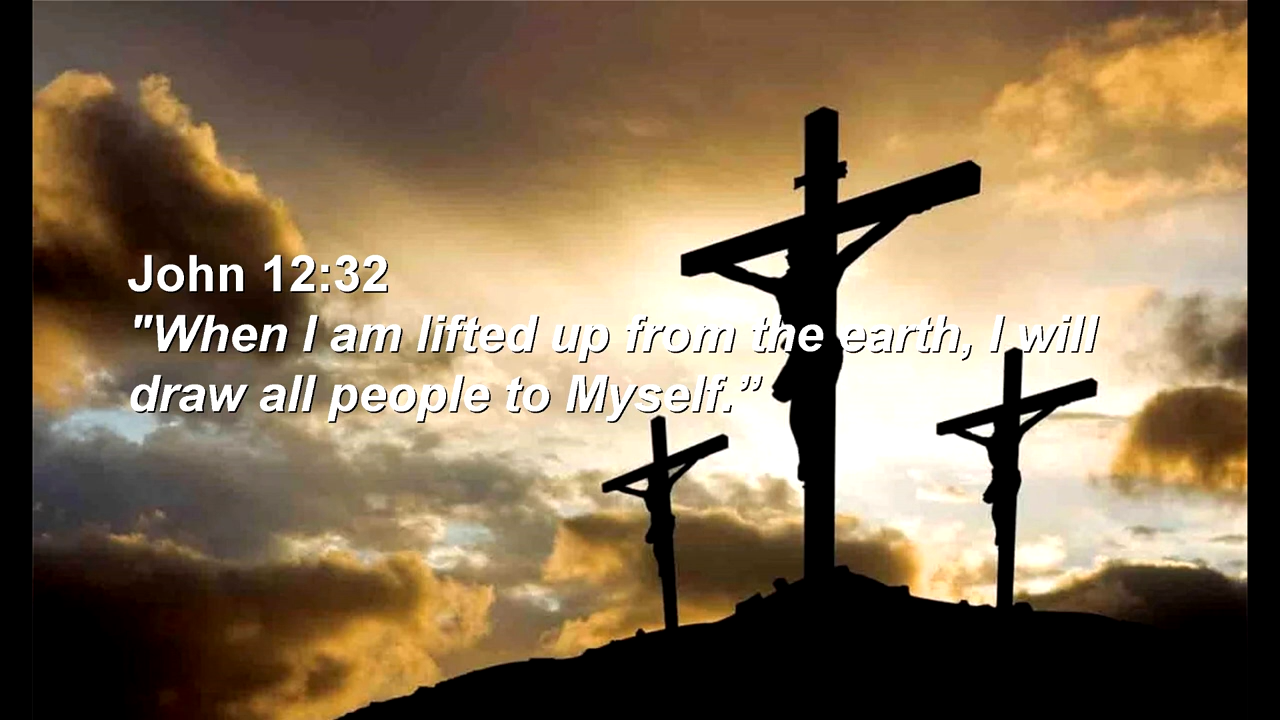 John 12:32
"When I am lifted up from the earth, I will
draw all people to Myself.”